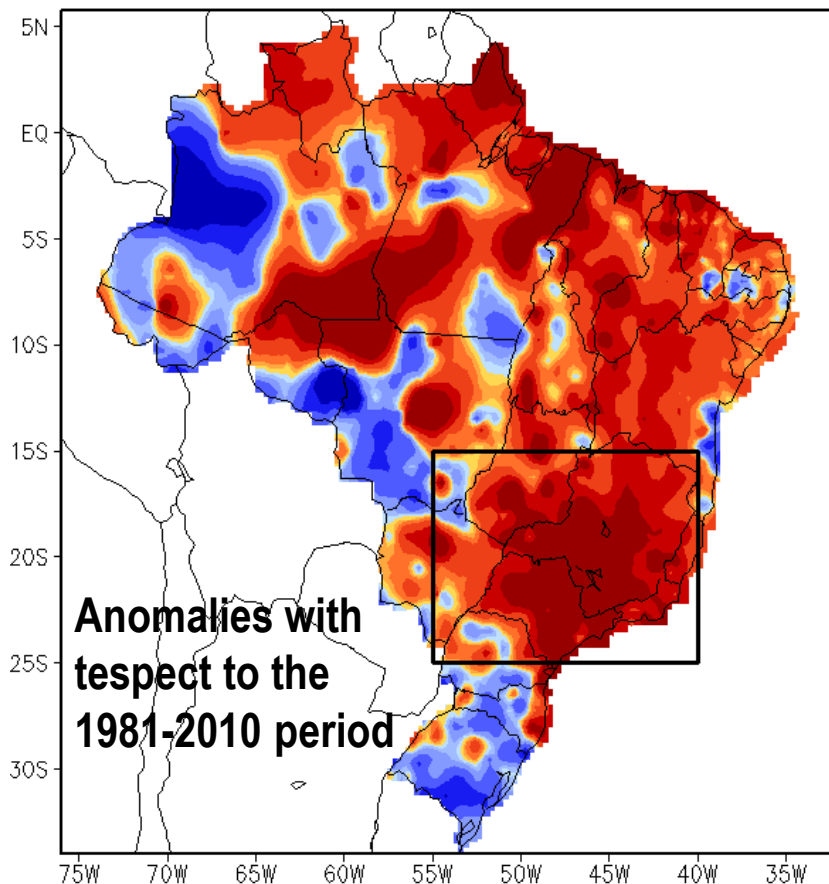 5N
EQ
5S
10S
15S
20S
25S
30S
Anomalies with
tespect to the
1981-2010 period
75W 70W 65W 60W 55W 50W 45W 40W 35W